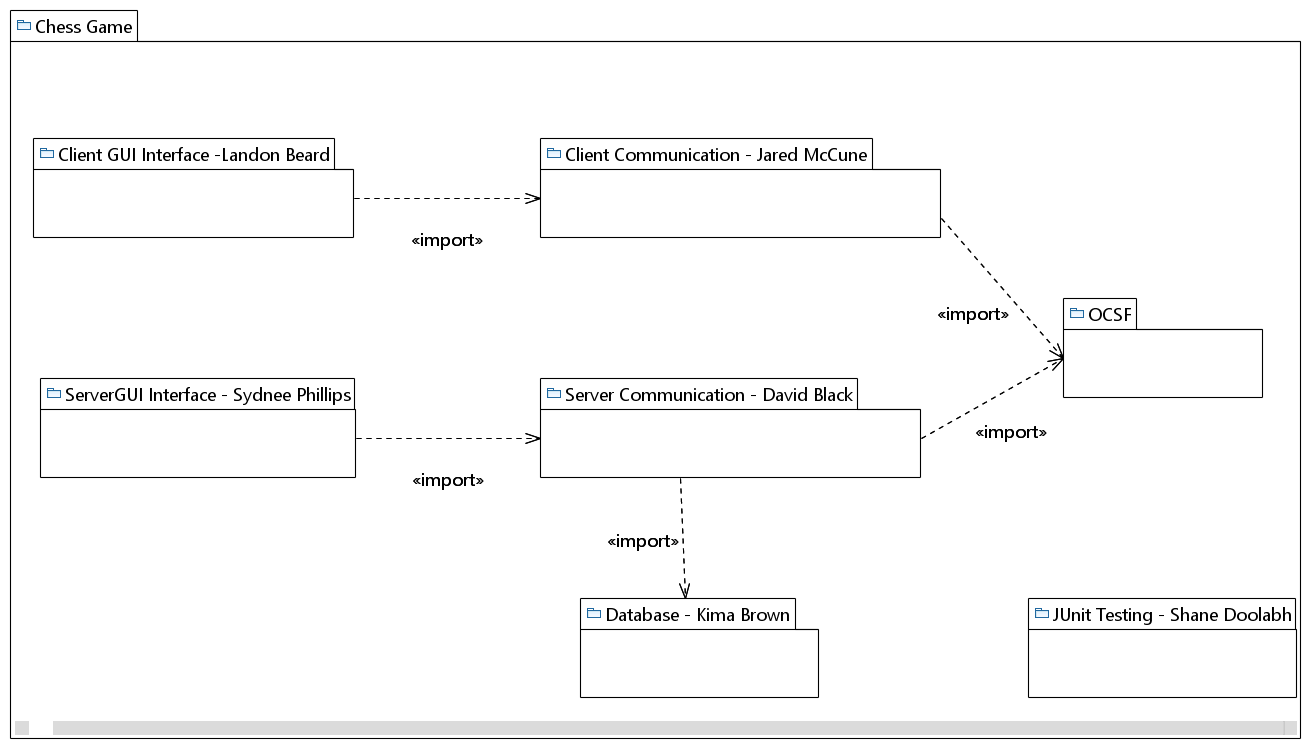 Chess Game
Client GUI Interface -Landon Beard
Client Communication - Jared McCune
«import»
«import»
OCSF
ServerGUI Interface - Sydnee Phillips
Server Communication - David Black
«import»
«import»
«import»
Database - Kima Brown
JUnit Testing - Shane Doolabh